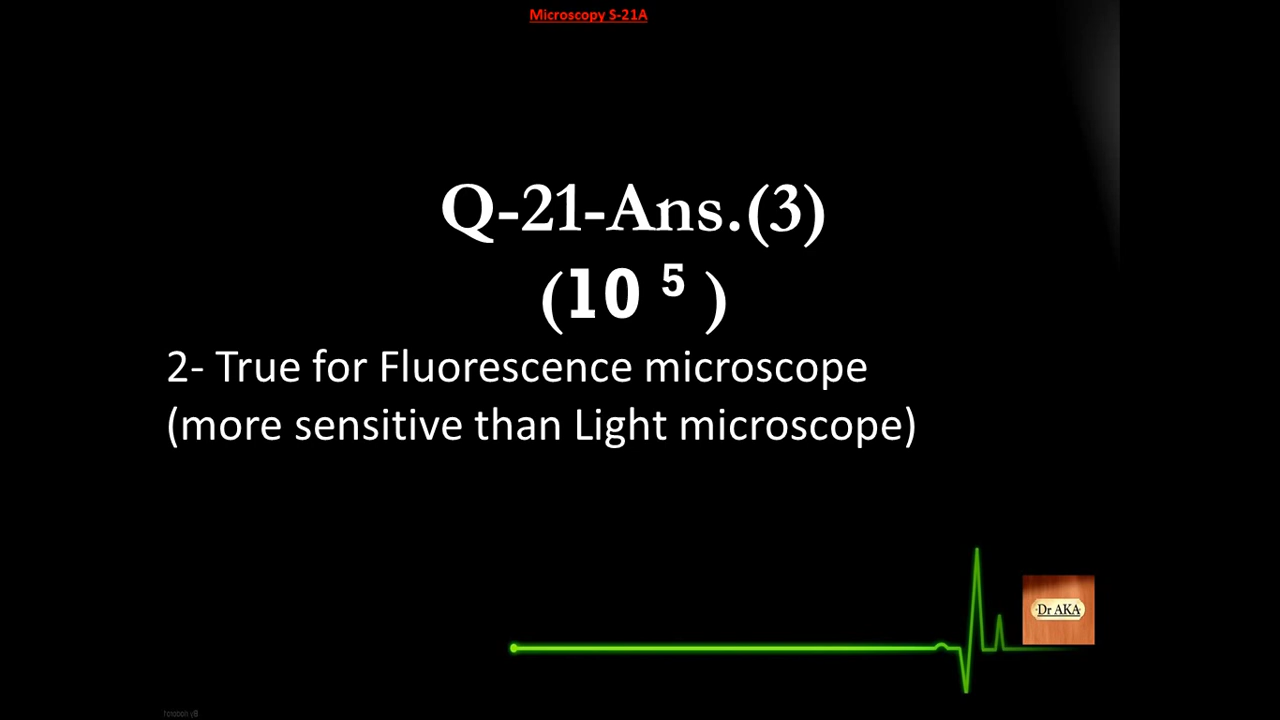 Microscopy S-21A
Q-21-Ans.(3)
(10 ⁵ )
2- True for Fluorescence microscope
(more sensitive than Light microscope)
Dr AKA